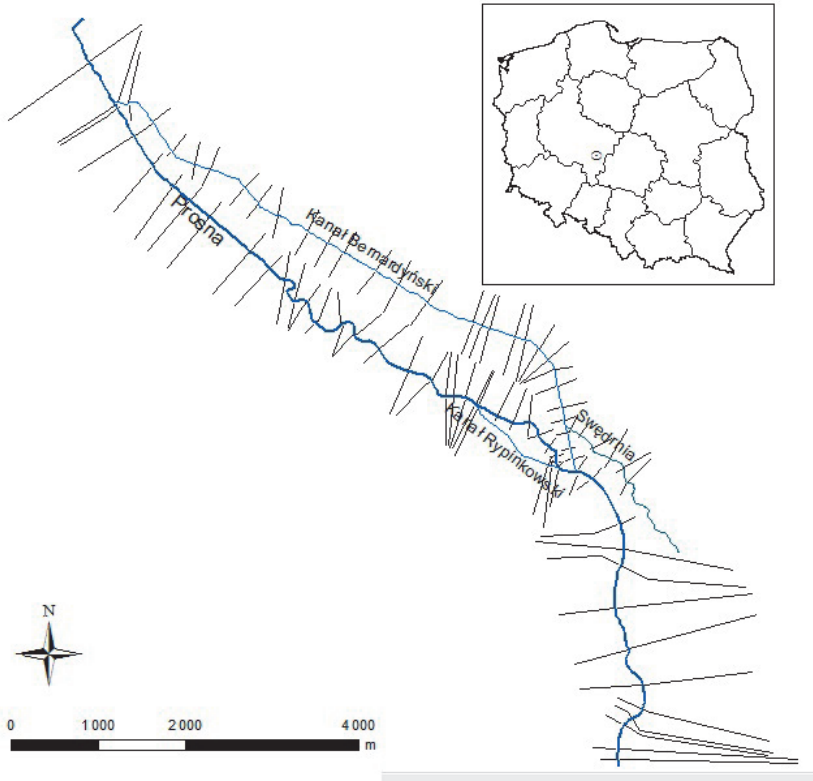 Prosna
Kanał Bernardyński
Kanał Rypinkowski
Swędrnia
N
0 1 000 2 000 4 000
m